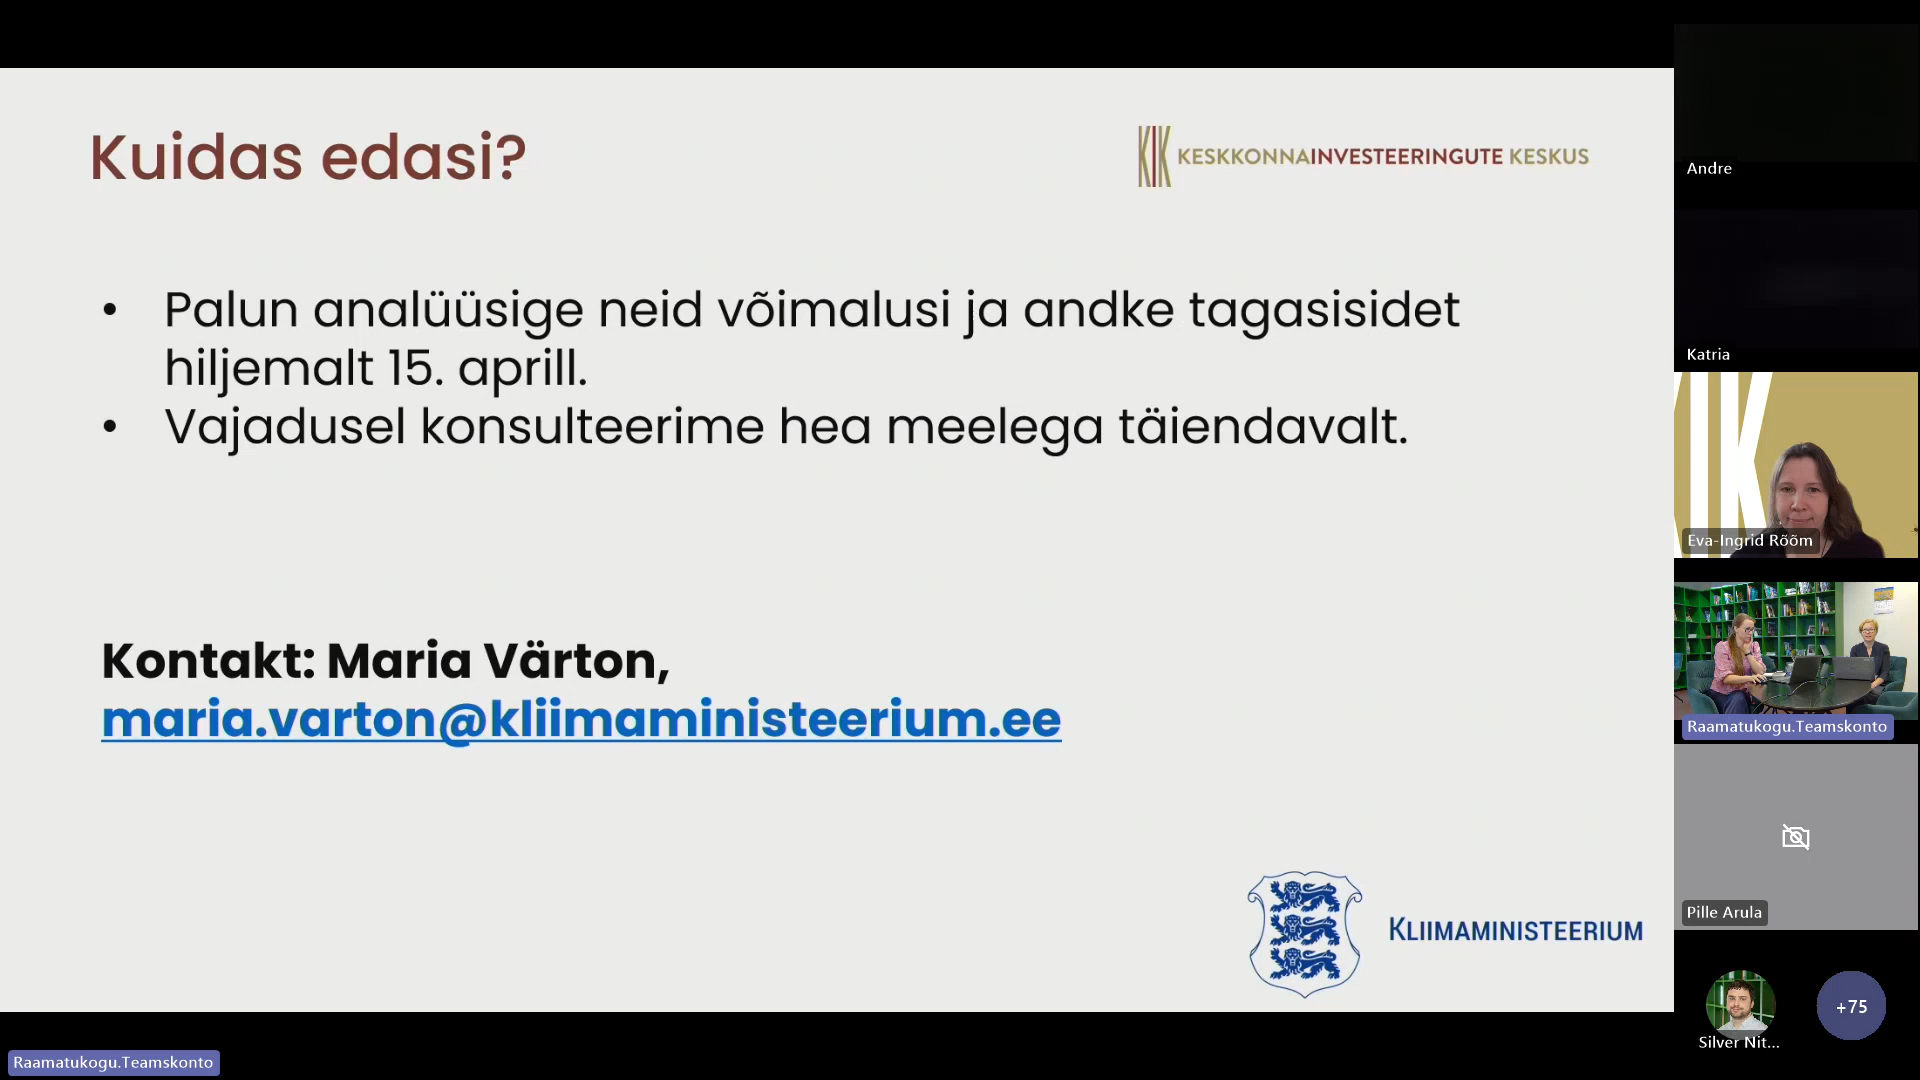 Kuidas edasi?
KESKKONNAINVESTEERINGUTE KESKUS
• Palun analüüsige neid võimalusi ja andke tagasisidet
hiljemalt 15. aprill.
• Vajadusel konsulteerime hea meelega täiendavalt.
Kontakt: Maria Värton,
maria.varton@kliimaministeerium.ee
KLIIMAMINISTEERIUM
Raamatukogu.Teamskonto
Andre
Katria
Eva-Ingrid Rõõm
Raamatukogu.Teamskonto
Pille Arula
Silver Nit...
+75